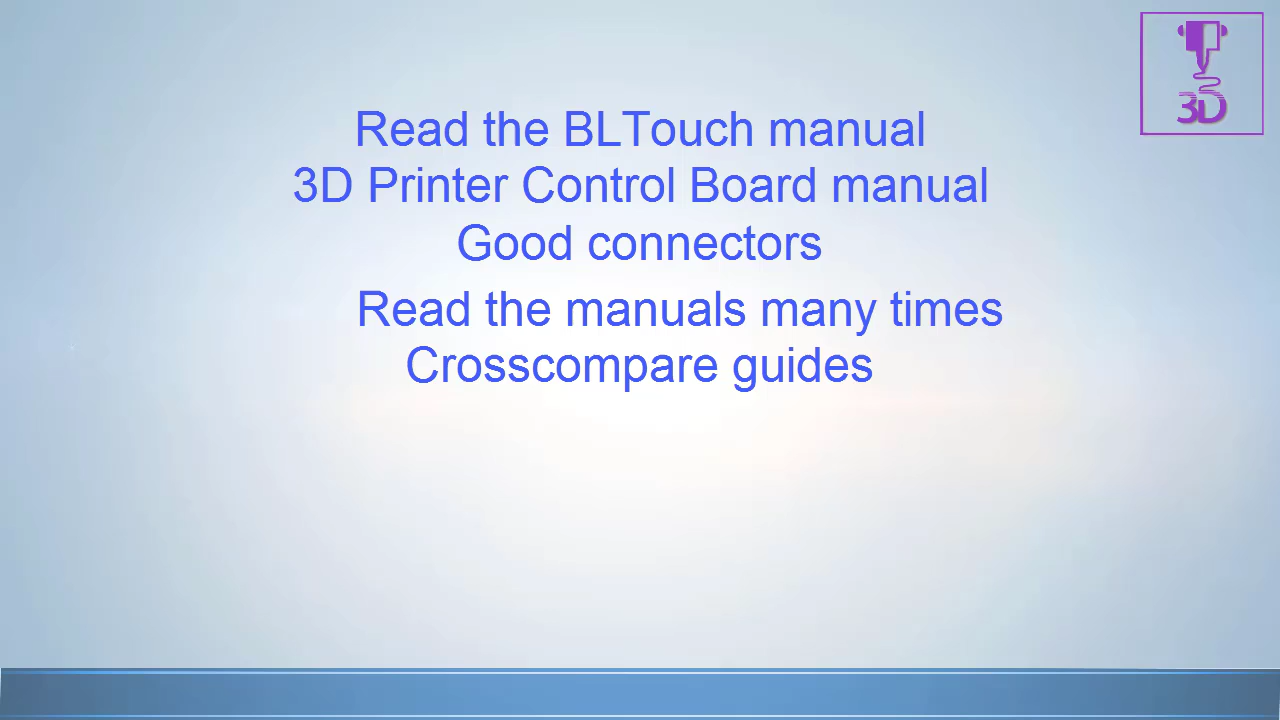 3D
Read the BLTouch manual
3D Printer Control Board manual
Good connectors
Read the manuals many times
Crosscompare guides